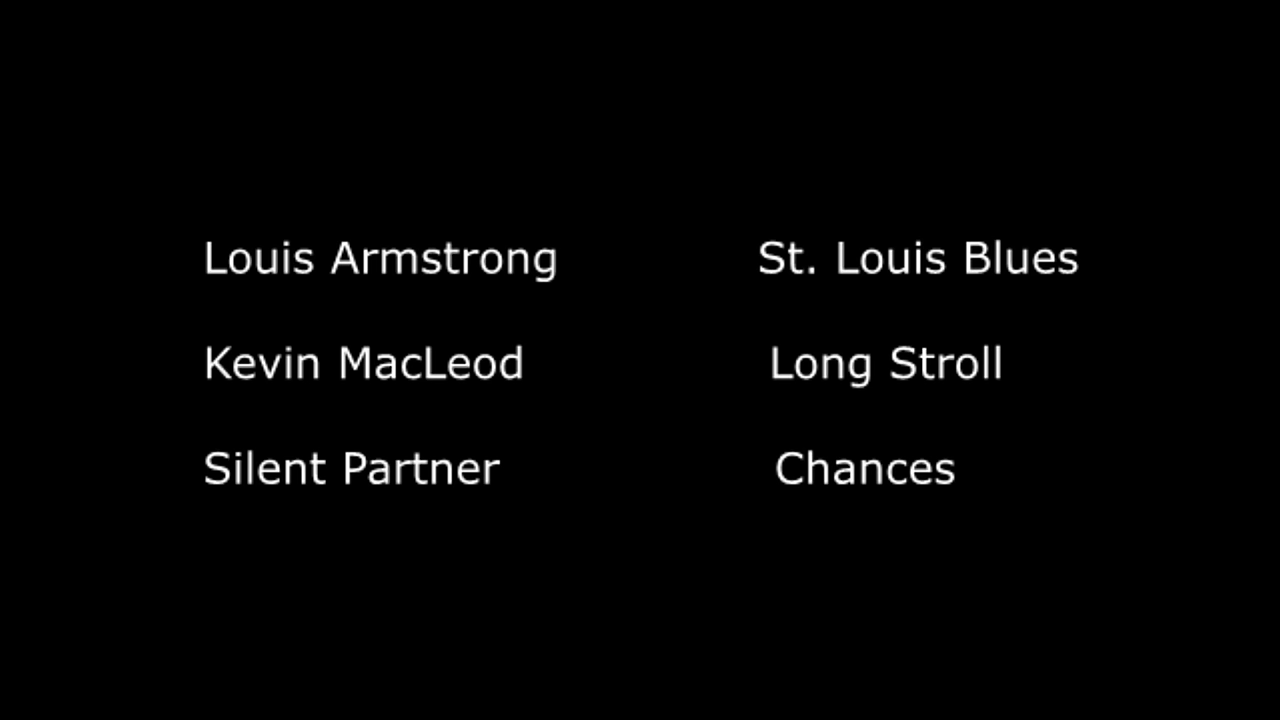 Louis Armstrong St. Louis Blues
Kevin MacLeod Long Stroll
Silent Partner Chances